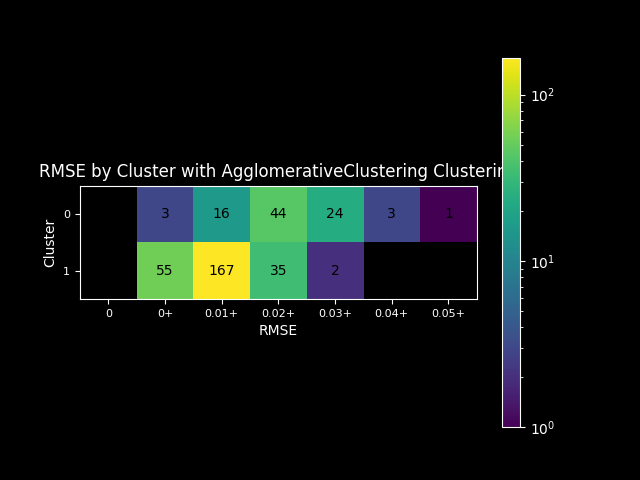 RMSE by Cluster with AgglomerativeClustering Clusterin
Cluster
0 3 16 44 24 3 1
1 55 167 35 2
0 0+ 0.01+ 0.02+ 0.03+ 0.04+ 0.05+
RMSE
10²
10¹
10⁰